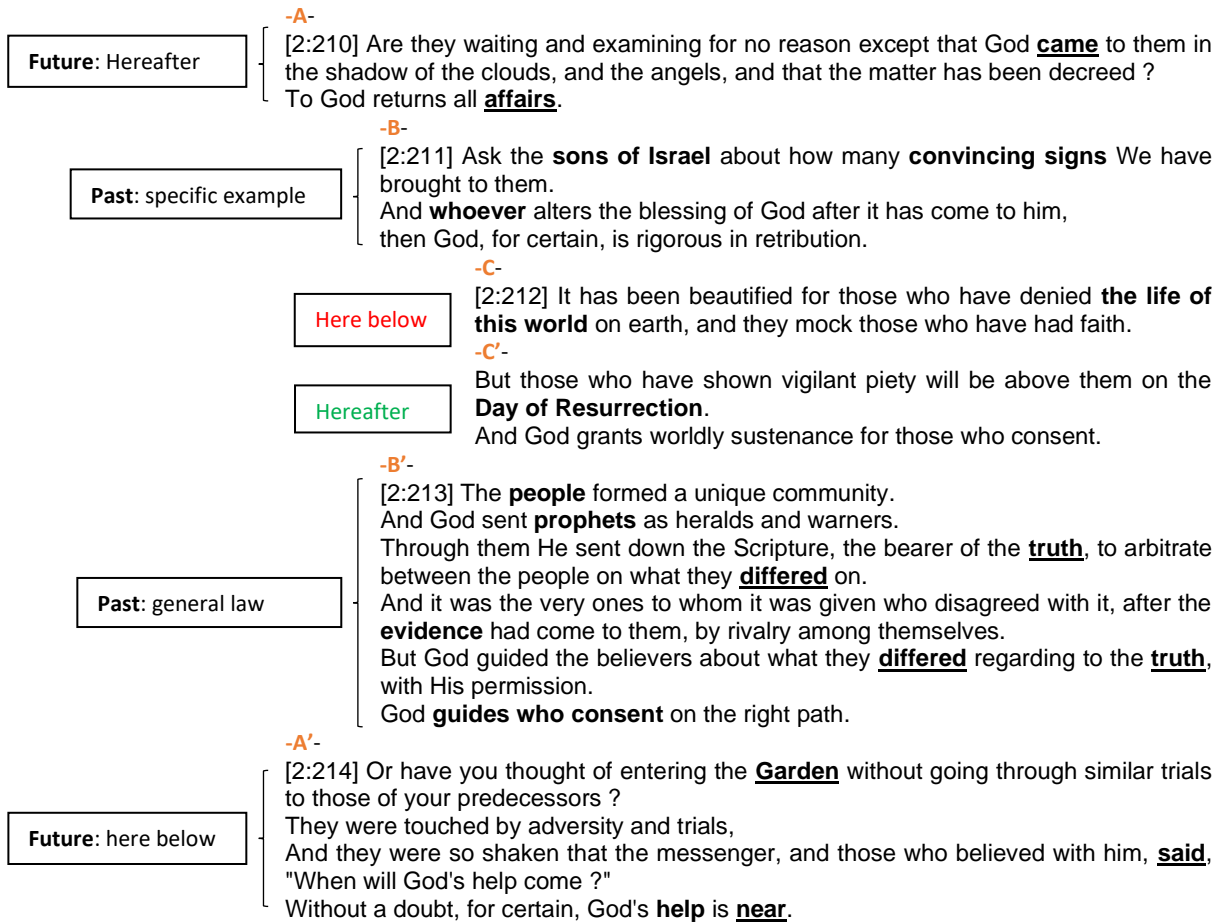 -A-
Future: Hereafter
[2:210] Are they waiting and examining for no reason except that God came to them in
the shadow of the clouds, and the angels, and that the matter has been decreed ?
To God returns all affairs.
-B-
Past: specific example
[2:211] Ask the sons of Israel about how many convincing signs We have
brought to them.
And whoever alters the blessing of God after it has come to him,
then God, for certain, is rigorous in retribution.
-C-
Here below
[2:212] It has been beautified for those who have denied the life of
this world on earth, and they mock those who have had faith.
-C’-
Hereafter
But those who have shown vigilant piety will be above them on the
Day of Resurrection.
And God grants worldly sustenance for those who consent.
-B’-
Past: general law
[2:213] The people formed a unique community.
And God sent prophets as heralds and warners.
Through them He sent down the Scripture, the bearer of the truth, to arbitrate
between the people on what they differed on.
And it was the very ones to whom it was given who disagreed with it, after the
evidence had come to them, by rivalry among themselves.
But God guided the believers about what they differed regarding to the truth,
with His permission.
God guides who consent on the right path.
-A’-
Future: here below
[2:214] Or have you thought of entering the Garden without going through similar trials
to those of your predecessors ?
They were touched by adversity and trials,
And they were so shaken that the messenger, and those who believed with him, said,
"When will God's help come ?"
Without a doubt, for certain, God's help is near.